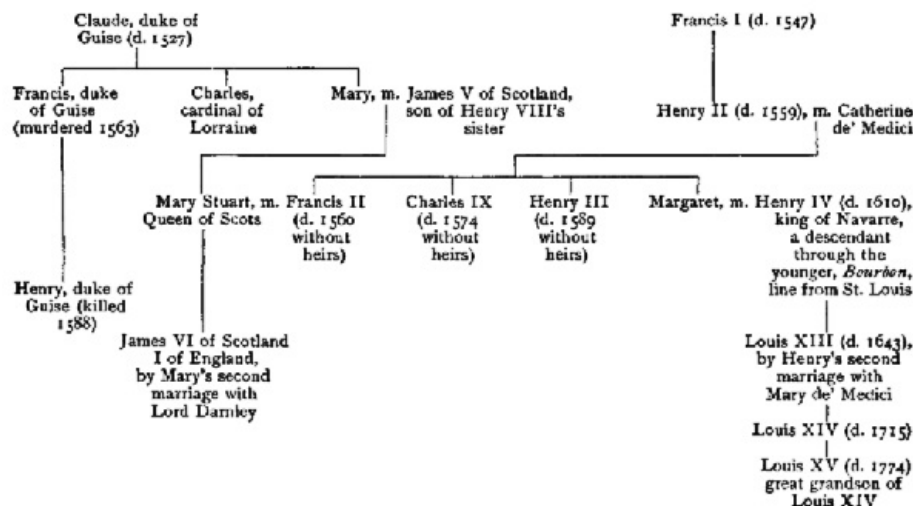 Claude, duke of
Guise (d. 1527)
Francis I (d. 1547)
Francis, duke
of Guise
(murdered 1563)
Charles,
cardinal of
Lorraine
Mary, m. James V of Scotland,
son of Henry VIII's
sister
Henry II (d. 1559), m. Catherine
de' Medici
Mary Stuart, m. Francis II
Queen of Scots
(d. 1560
without
heirs)
Charles IX
(d. 1574
without
heirs)
Henry III
(d. 1589
without
heirs)
Margaret, m. Henry IV (d. 1610),
king of Navarre,
a descendant
through the
younger, Bourbon,
line from St. Louis
Henry, duke of
Guise (killed
1588)
James VI of Scotland
I of England,
by Mary's second
marriage with
Lord Darnley
Louis XIII (d. 1643),
by Henry's second
marriage with
Mary de' Medici
Louis XIV (d. 1715)
Louis XV (d. 1774)
great grandson of
Louis XIV